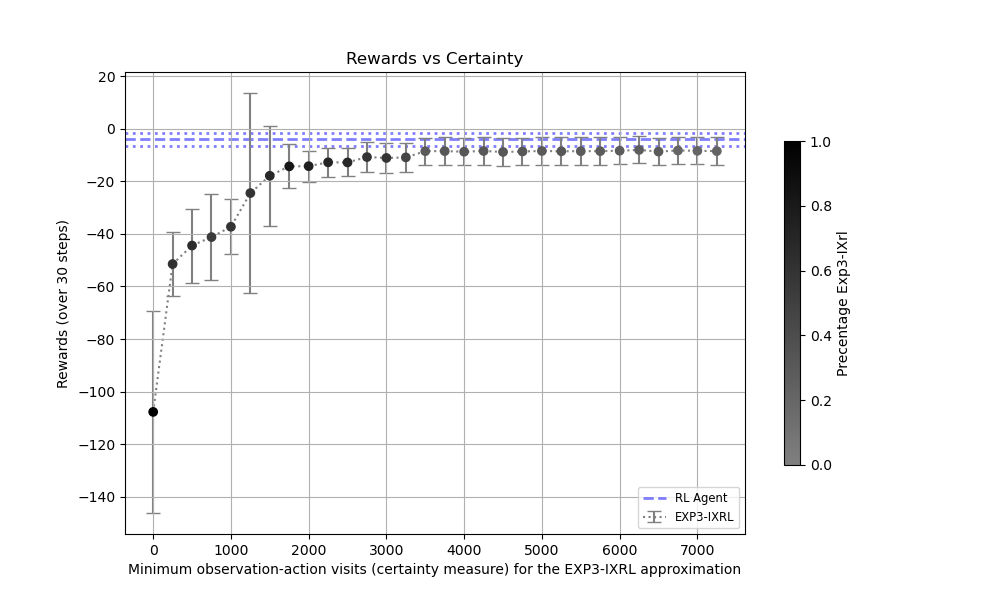 Rewards vs Certainty
20
0
−20
−40
−60
−80
−100
−120
−140
Rewards (over 30 steps)
0 1000 2000 3000 4000 5000 6000 7000
Minimum observation-action visits (certainty measure) for the EXP3-IXRL approximation
RL Agent
EXP3-IXRL
1.0
0.8
0.6
0.4
0.2
0.0
Precentage Exp3-IXrl